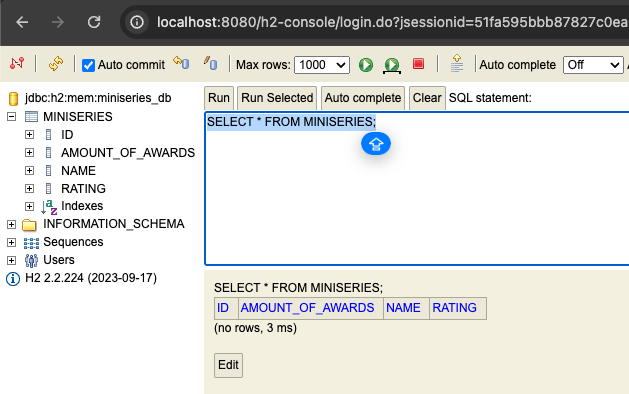 localhost:8080/h2-console/login.do?jsessionid=51fa595bbb87827c0ea
Auto commit Max rows: 1000 Auto complete Off
jdbc:h2:mem:miniseries_db
MINISERIES
ID
AMOUNT_OF_AWARDS
NAME
RATING
Indexes
INFORMATION_SCHEMA
Sequences
Users
H2 2.2.224 (2023-09-17)
Run Run Selected Auto complete Clear SQL statement:
SELECT * FROM MINISERIES;
SELECT * FROM MINISERIES;
ID AMOUNT_OF_AWARDS NAME RATING
(no rows, 3 ms)
Edit